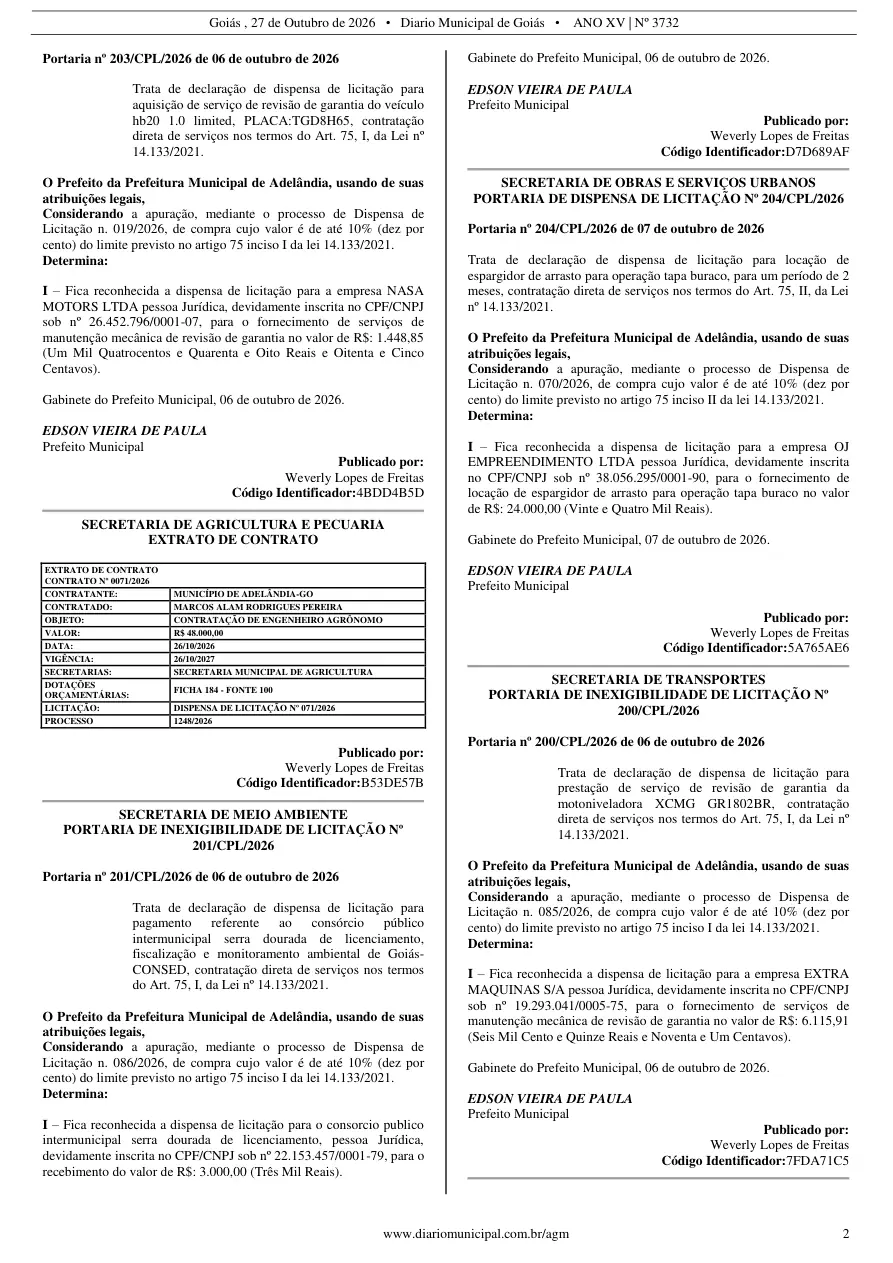 Goiás , 27 de Outubro de 2026 • Diario Municipal de Goiás • ANO XV | Nº 3732
Portaria nº 203/CPL/2026 de 06 de outubro de 2026
Trata de declaração de dispensa de licitação para
aquisição de serviço de revisão de garantia do veículo
hb20 1.0 limited, PLACA:TGD8H65, contratação
direta de serviços nos termos do Art. 75, I, da Lei nº
14.133/2021.
O Prefeito da Prefeitura Municipal de Adelândia, usando de suas
atribuições legais,
Considerando a apuração, mediante o processo de Dispensa de
Licitação n. 019/2026, de compra cujo valor é de até 10% (dez por
cento) do limite previsto no artigo 75 inciso I da lei 14.133/2021.
Determina:
I – Fica reconhecida a dispensa de licitação para a empresa NASA
MOTORS LTDA pessoa Jurídica, devidamente inscrita no CPF/CNPJ
sob nº 26.452.796/0001-07, para o fornecimento de serviços de
manutenção mecânica de revisão de garantia no valor de R$: 1.448,85
(Um Mil Quatrocentos e Quarenta e Oito Reais e Oitenta e Cinco
Centavos).
Gabinete do Prefeito Municipal, 06 de outubro de 2026.
EDSON VIEIRA DE PAULA
Prefeito Municipal
Publicado por:
Weverly Lopes de Freitas
Código Identificador:4BDD4B5D
SECRETARIA DE AGRICULTURA E PECUARIA
EXTRATO DE CONTRATO
EXTRATO DE CONTRATO
CONTRATO Nº 0071/2026
CONTRATANTE: MUNICÍPIO DE ADELÂNDIA-GO
CONTRATADO: MARCOS ALAM RODRIGUES PEREIRA
OBJETO: CONTRATAÇÃO DE ENGENHEIRO AGRÔNOMO
VALOR: R$ 48.000,00
DATA: 26/10/2026
VIGÊNCIA: 26/10/2027
SECRETARIAS: SECRETARIA MUNICIPAL DE AGRICULTURA
DOTAÇÕES
ORÇAMENTÁRIAS: FICHA 184 - FONTE 100
LICITAÇÃO: DISPENSA DE LICITAÇÃO Nº 071/2026
PROCESSO 1248/2026
Publicado por:
Weverly Lopes de Freitas
Código Identificador:B53DE57B
SECRETARIA DE MEIO AMBIENTE
PORTARIA DE INEXIGIBILIDADE DE LICITAÇÃO Nº
201/CPL/2026
Portaria nº 201/CPL/2026 de 06 de outubro de 2026
Trata de declaração de dispensa de licitação para
pagamento referente ao consórcio público
intermunicipal serra dourada de licenciamento,
fiscalização e monitoramento ambiental de Goiás-
CONSED, contratação direta de serviços nos termos
do Art. 75, I, da Lei nº 14.133/2021.
O Prefeito da Prefeitura Municipal de Adelândia, usando de suas
atribuições legais,
Considerando a apuração, mediante o processo de Dispensa de
Licitação n. 086/2026, de compra cujo valor é de até 10% (dez por
cento) do limite previsto no artigo 75 inciso I da lei 14.133/2021.
Determina:
I – Fica reconhecida a dispensa de licitação para o consorcio publico
intermunicipal serra dourada de licenciamento, pessoa Jurídica,
devidamente inscrita no CPF/CNPJ sob nº 22.153.457/0001-79, para o
recebimento do valor de R$: 3.000,00 (Três Mil Reais).
Gabinete do Prefeito Municipal, 06 de outubro de 2026.
EDSON VIEIRA DE PAULA
Prefeito Municipal
Publicado por:
Weverly Lopes de Freitas
Código Identificador:D7D689AF
SECRETARIA DE OBRAS E SERVIÇOS URBANOS
PORTARIA DE DISPENSA DE LICITAÇÃO Nº 204/CPL/2026
Portaria nº 204/CPL/2026 de 07 de outubro de 2026
Trata de declaração de dispensa de licitação para locação de
espargidor de arrasto para operação tapa buraco, para um período de 2
meses, contratação direta de serviços nos termos do Art. 75, II, da Lei
nº 14.133/2021.
O Prefeito da Prefeitura Municipal de Adelândia, usando de suas
atribuições legais,
Considerando a apuração, mediante o processo de Dispensa de
Licitação n. 070/2026, de compra cujo valor é de até 10% (dez por
cento) do limite previsto no artigo 75 inciso II da lei 14.133/2021.
Determina:
I – Fica reconhecida a dispensa de licitação para a empresa OJ
EMPREENDIMENTO LTDA pessoa Jurídica, devidamente inscrita
no CPF/CNPJ sob nº 38.056.295/0001-90, para o fornecimento de
locação de espargidor de arrasto para operação tapa buraco no valor
de R$: 24.000,00 (Vinte e Quatro Mil Reais).
Gabinete do Prefeito Municipal, 07 de outubro de 2026.
EDSON VIEIRA DE PAULA
Prefeito Municipal
Publicado por:
Weverly Lopes de Freitas
Código Identificador:5A765AE6
SECRETARIA DE TRANSPORTES
PORTARIA DE INEXIGIBILIDADE DE LICITAÇÃO Nº
200/CPL/2026
Portaria nº 200/CPL/2026 de 06 de outubro de 2026
Trata de declaração de dispensa de licitação para
prestação de serviço de revisão de garantia da
motoniveladora XCMG GR1802BR, contratação
direta de serviços nos termos do Art. 75, I, da Lei nº
14.133/2021.
O Prefeito da Prefeitura Municipal de Adelândia, usando de suas
atribuições legais,
Considerando a apuração, mediante o processo de Dispensa de
Licitação n. 085/2026, de compra cujo valor é de até 10% (dez por
cento) do limite previsto no artigo 75 inciso I da lei 14.133/2021.
Determina:
I – Fica reconhecida a dispensa de licitação para a empresa EXTRA
MAQUINAS S/A pessoa Jurídica, devidamente inscrita no CPF/CNPJ
sob nº 19.293.041/0005-75, para o fornecimento de serviços de
manutenção mecânica de revisão de garantia no valor de R$: 6.115,91
(Seis Mil Cento e Quinze Reais e Noventa e Um Centavos).
Gabinete do Prefeito Municipal, 06 de outubro de 2026.
EDSON VIEIRA DE PAULA
Prefeito Municipal
Publicado por:
Weverly Lopes de Freitas
Código Identificador:7FDA71C5
www.diariomunicipal.com.br/agm 2